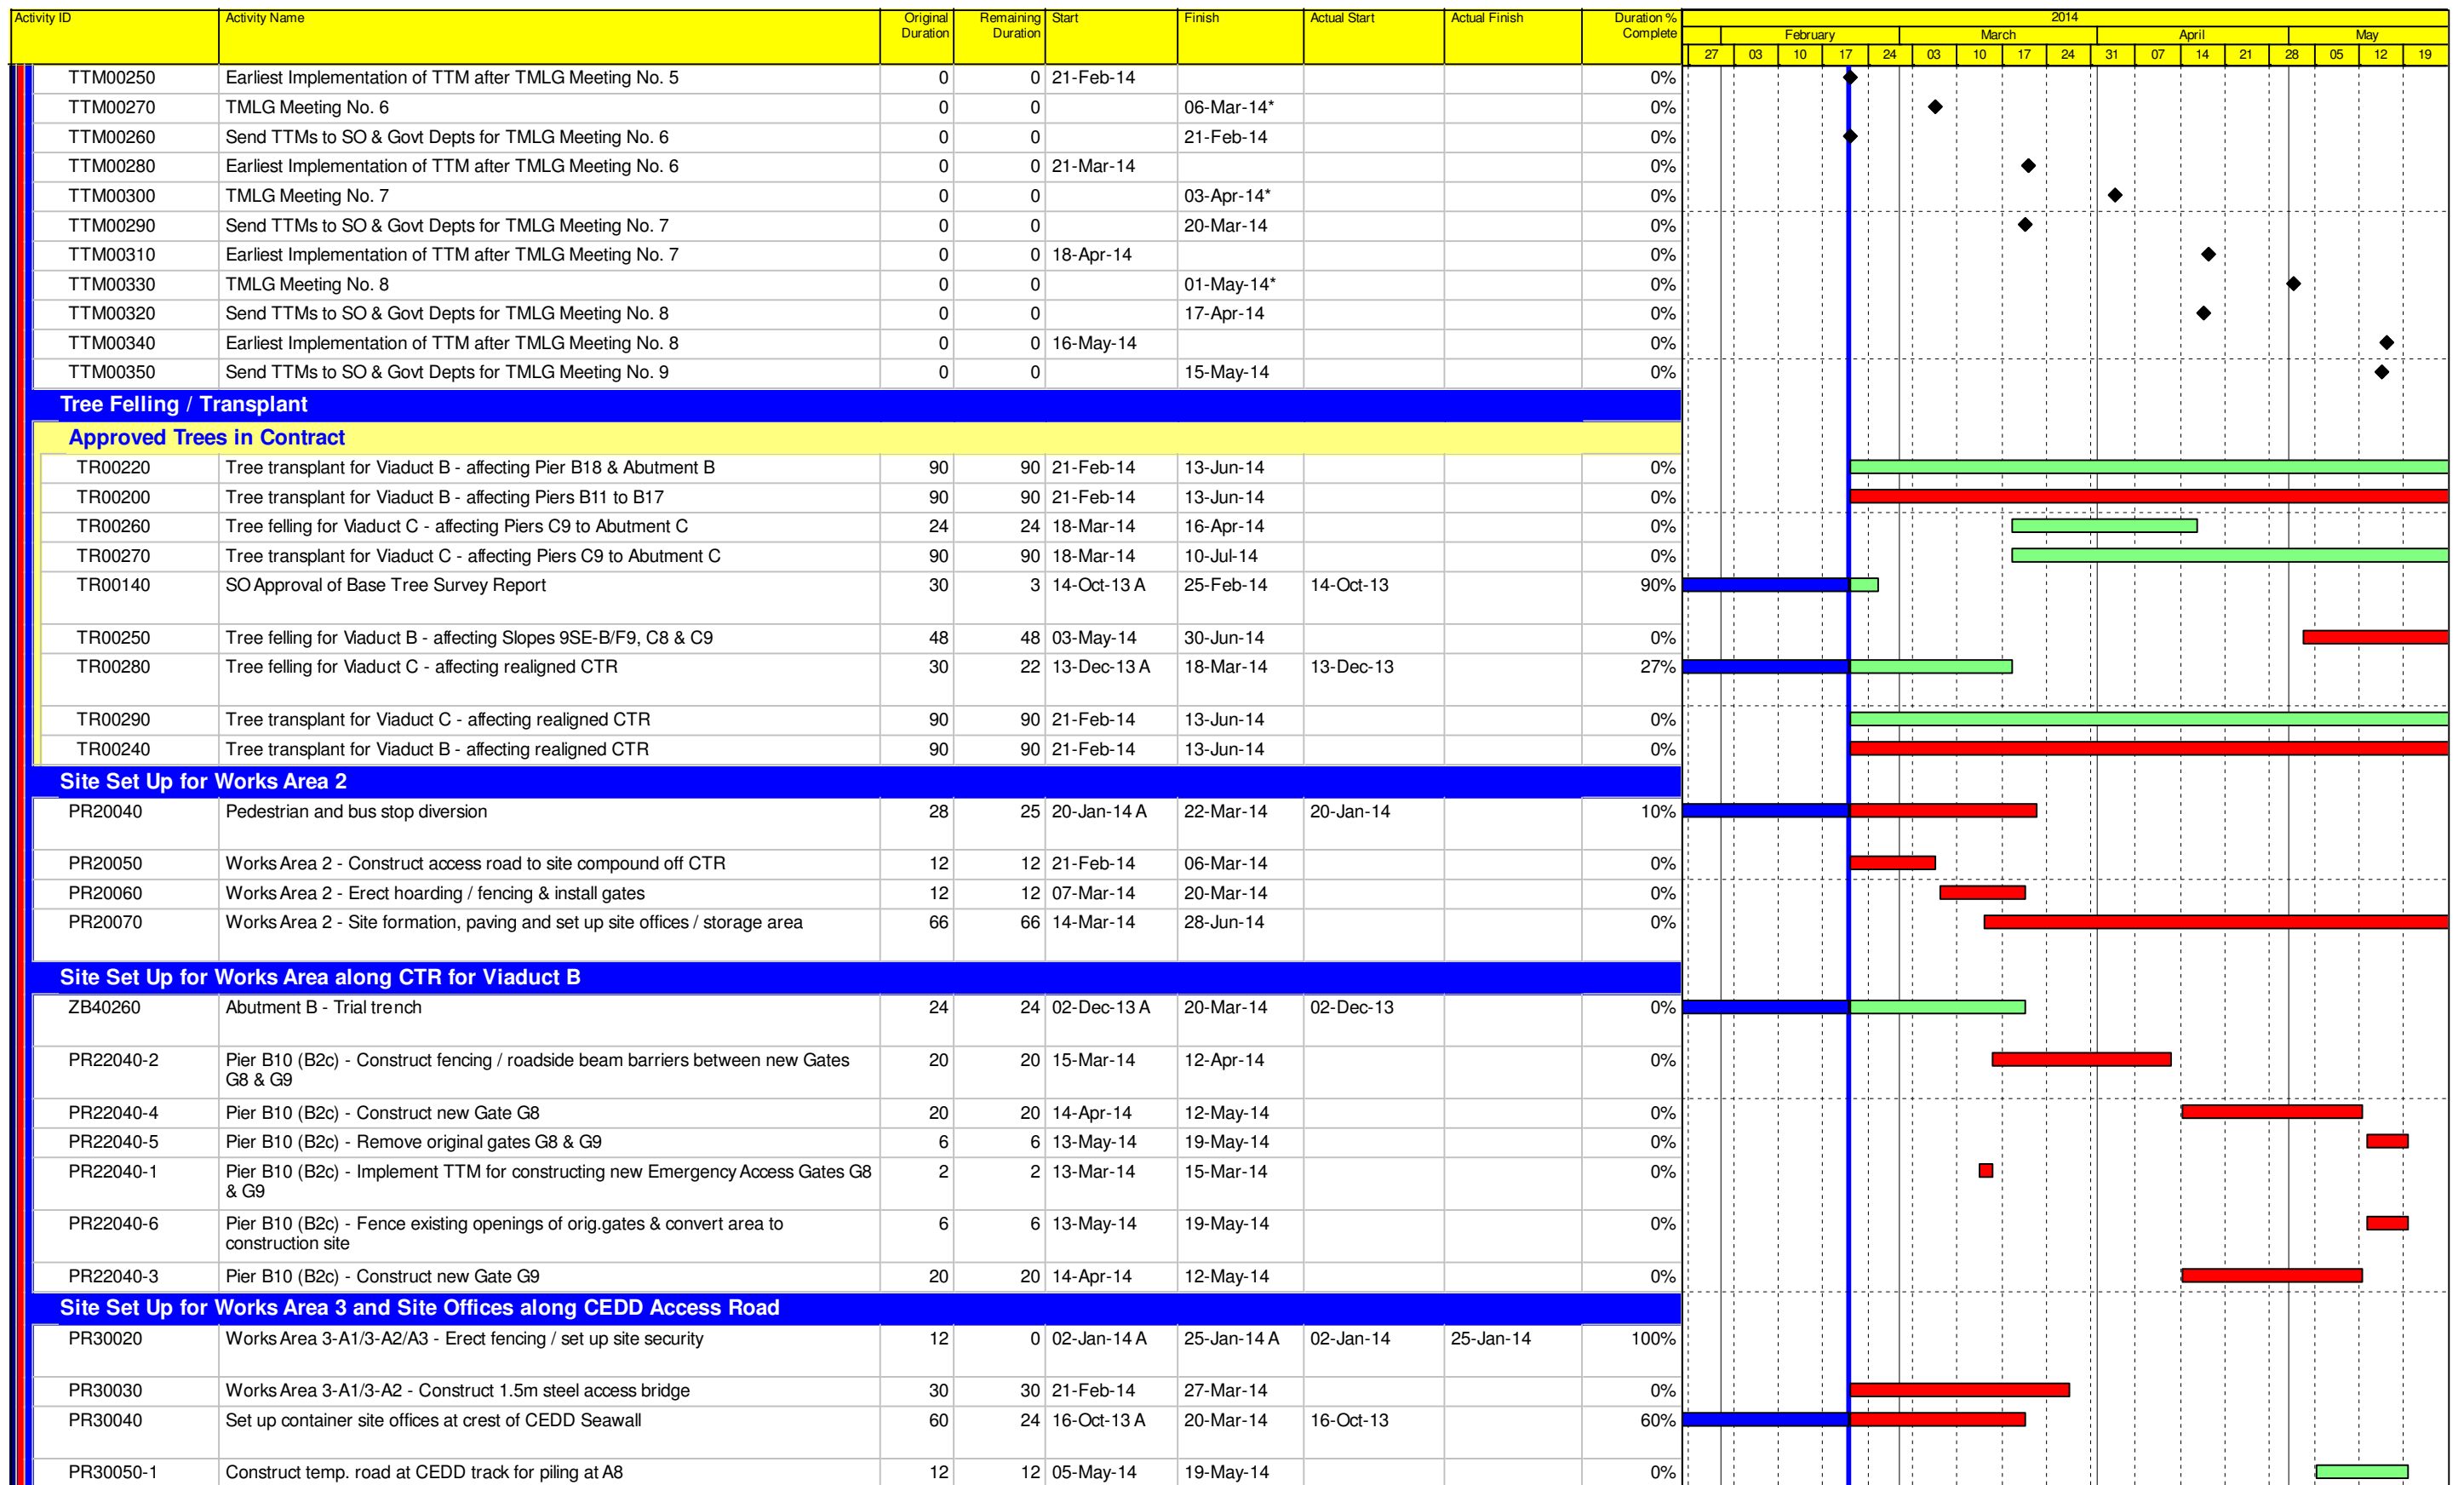 Activity ID Activity Name Original Remaining Start Finish Actual Start Actual Finish Duration % 2014
Duration Duration Complete February March April May
27 03 10 17 24 03 10 17 24 31 07 14 21 28 05 12 19
TTM00250 Earliest Implementation of TTM after TMLG Meeting No. 5 0 0 21-Feb-14 0%
TTM00270 TMLG Meeting No. 6 0 0 06-Mar-14* 0%
TTM00260 Send TTMs to SO & Govt Depts for TMLG Meeting No. 6 0 0 21-Feb-14 0%
TTM00280 Earliest Implementation of TTM after TMLG Meeting No. 6 0 0 21-Mar-14 0%
TTM00300 TMLG Meeting No. 7 0 0 03-Apr-14* 0%
TTM00290 Send TTMs to SO & Govt Depts for TMLG Meeting No. 7 0 0 20-Mar-14 0%
TTM00310 Earliest Implementation of TTM after TMLG Meeting No. 7 0 0 18-Apr-14 0%
TTM00330 TMLG Meeting No. 8 0 0 01-May-14* 0%
TTM00320 Send TTMs to SO & Govt Depts for TMLG Meeting No. 8 0 0 17-Apr-14 0%
TTM00340 Earliest Implementation of TTM after TMLG Meeting No. 8 0 0 16-May-14 0%
TTM00350 Send TTMs to SO & Govt Depts for TMLG Meeting No. 9 0 0 15-May-14 0%
Tree Felling / Transplant
Approved Trees in Contract
TR00220 Tree transplant for Viaduct B - affecting Pier B18 & Abutment B 90 90 21-Feb-14 13-Jun-14 0%
TR00200 Tree transplant for Viaduct B - affecting Piers B11 to B17 90 90 21-Feb-14 13-Jun-14 0%
TR00260 Tree felling for Viaduct C - affecting Piers C9 to Abutment C 24 24 18-Mar-14 16-Apr-14 0%
TR00270 Tree transplant for Viaduct C - affecting Piers C9 to Abutment C 90 90 18-Mar-14 10-Jul-14 0%
TR00140 SO Approval of Base Tree Survey Report 30 3 14-Oct-13 A 25-Feb-14 14-Oct-13 90%
TR00250 Tree felling for Viaduct B - affecting Slopes 9SE-B/F9, C8 & C9 48 48 03-May-14 30-Jun-14 0%
TR00280 Tree felling for Viaduct C - affecting realigned CTR 30 22 13-Dec-13 A 18-Mar-14 13-Dec-13 27%
TR00290 Tree transplant for Viaduct C - affecting realigned CTR 90 90 21-Feb-14 13-Jun-14 0%
TR00240 Tree transplant for Viaduct B - affecting realigned CTR 90 90 21-Feb-14 13-Jun-14 0%
Site Set Up for Works Area 2
PR20040 Pedestrian and bus stop diversion 28 25 20-Jan-14 A 22-Mar-14 20-Jan-14 10%
PR20050 Works Area 2 - Construct access road to site compound off CTR 12 12 21-Feb-14 06-Mar-14 0%
PR20060 Works Area 2 - Erect hoarding / fencing & install gates 12 12 07-Mar-14 20-Mar-14 0%
PR20070 Works Area 2 - Site formation, paving and set up site offices / storage area 66 66 14-Mar-14 28-Jun-14 0%
Site Set Up for Works Area along CTR for Viaduct B
ZB40260 Abutment B - Trial trench 24 24 02-Dec-13 A 20-Mar-14 02-Dec-13 0%
PR22040-2 Pier B10 (B2c) - Construct fencing / roadside beam barriers between new Gates 20 20 15-Mar-14 12-Apr-14 0%
G8 & G9
PR22040-4 Pier B10 (B2c) - Construct new Gate G8 20 20 14-Apr-14 12-May-14 0%
PR22040-5 Pier B10 (B2c) - Remove original gates G8 & G9 6 6 13-May-14 19-May-14 0%
PR22040-1 Pier B10 (B2c) - Implement TTM for constructing new Emergency Access Gates G8 2 2 13-Mar-14 15-Mar-14 0%
& G9
PR22040-6 Pier B10 (B2c) - Fence existing openings of orig.gates & convert area to 6 6 13-May-14 19-May-14 0%
construction site
PR22040-3 Pier B10 (B2c) - Construct new Gate G9 20 20 14-Apr-14 12-May-14 0%
Site Set Up for Works Area 3 and Site Offices along CEDD Access Road
PR30020 Works Area 3-A1/3-A2/A3 - Erect fencing / set up site security 12 0 02-Jan-14 A 25-Jan-14 A 02-Jan-14 25-Jan-14 100%
PR30030 Works Area 3-A1/3-A2 - Construct 1.5m steel access bridge 30 30 21-Feb-14 27-Mar-14 0%
PR30040 Set up container site offices at crest of CEDD Seawall 60 24 16-Oct-13 A 20-Mar-14 16-Oct-13 60%
PR30050-1 Construct temp. road at CEDD track for piling at A8 12 12 05-May-14 19-May-14 0%